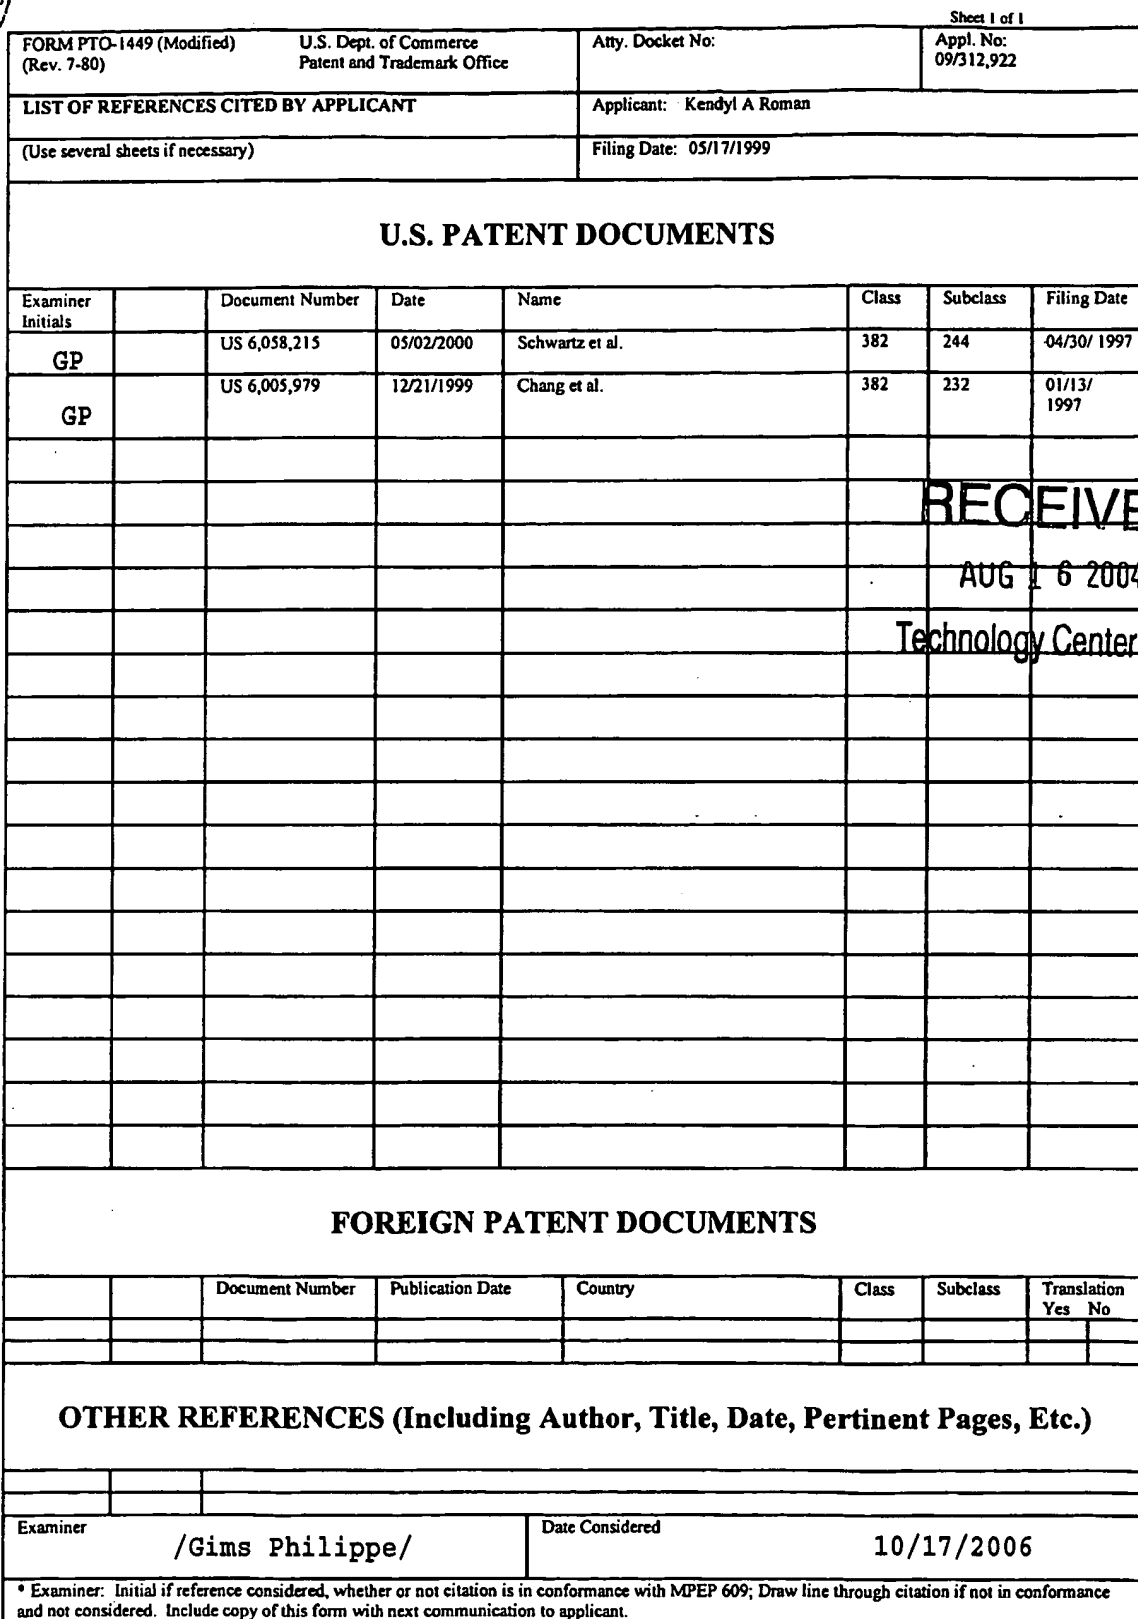 Sheet 1 of 1
FORM PTO-1449 (Modified) U.S. Dept. of Commerce Atty. Docket No: Appl. No:
(Rev. 7-80) Patent and Trademark Office 09/312,922
LIST OF REFERENCES CITED BY APPLICANT Applicant: Kendyl A Roman
(Use several sheets if necessary) Filing Date: 05/17/1999
U.S. PATENT DOCUMENTS
Examiner Initials Document Number Date Name Class Subclass Filing Date
GP US 6,058,215 05/02/2000 Schwartz et al. 382 244 04/30/ 1997
GP US 6,005,979 12/21/1999 Chang et al. 382 232 01/13/ 1997
RECEIVE
AUG 16 2004
Technology Center
FOREIGN PATENT DOCUMENTS
Document Number Publication Date Country Class Subclass Translation
Yes No
OTHER REFERENCES (Including Author, Title, Date, Pertinent Pages, Etc.)
Examiner /Gims Philippe/ Date Considered 10/17/2006
* Examiner: Initial if reference considered, whether or not citation is in conformance with MPEP 609; Draw line through citation if not in conformance
and not considered. Include copy of this form with next communication to applicant.